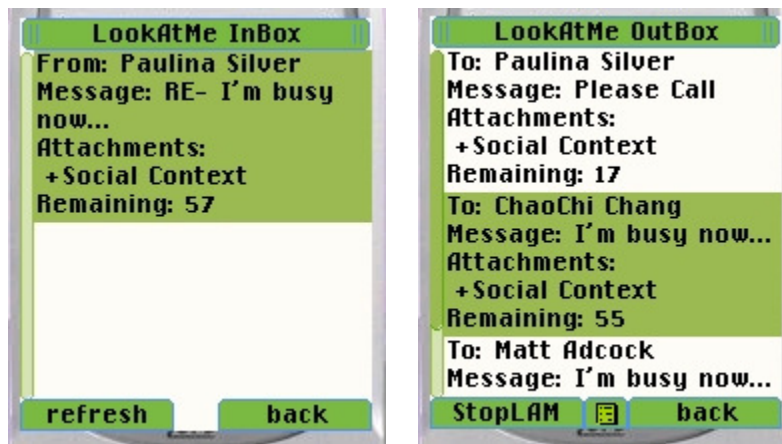 LookAtMe InBox
From: Paulina Silver
Message: RE- I'm busy
now...
Attachments:
+Social Context
Remaining: 57
refresh
back
LookAtMe OutBox
To: Paulina Silver
Message: Please Call
Attachments:
+Social Context
Remaining: 17
To: ChaoChi Chang
Message: I'm busy now...
Attachments:
+Social Context
Remaining: 55
To: Matt Adcock
Message: I'm busy now...
StopLAM
back